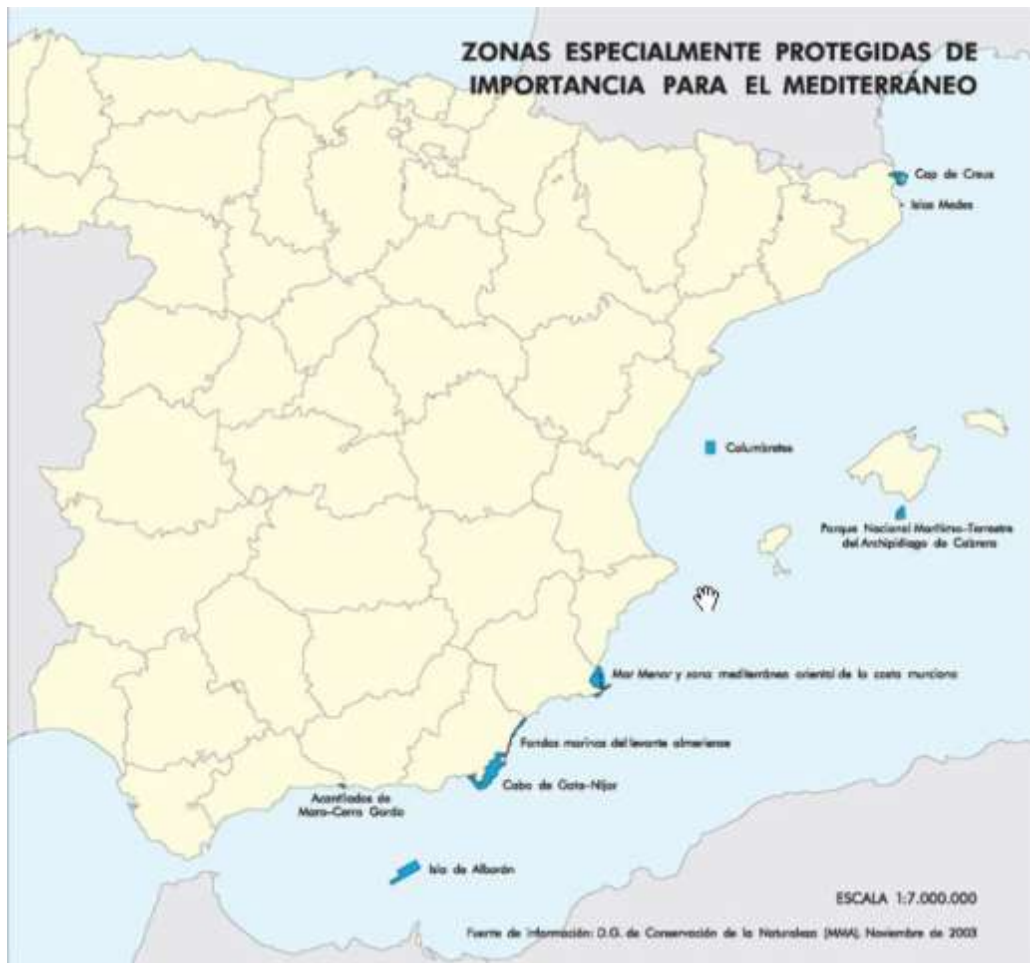 ZONAS ESPECIALMENTE PROTEGIDAS DE
IMPORTANCIA PARA EL MEDITERRÁNEO
Cap de Creus
Islas Medes
Columbretes
Parque Nacional Marítimo-Terrestre
del Archipiélago de Cabrera
Mar Menor y zona mediterránea oriental de la costa murciana
Fondos marinos del levante almeriense
Cabo de Gata-Níjar
Acantilados de
Maro-Cerro Gordo
Isla de Alborán
ESCALA 1:7.000.000
Fuente de información: D.G. de Conservación de la Naturaleza (MMA), Noviembre de 2003